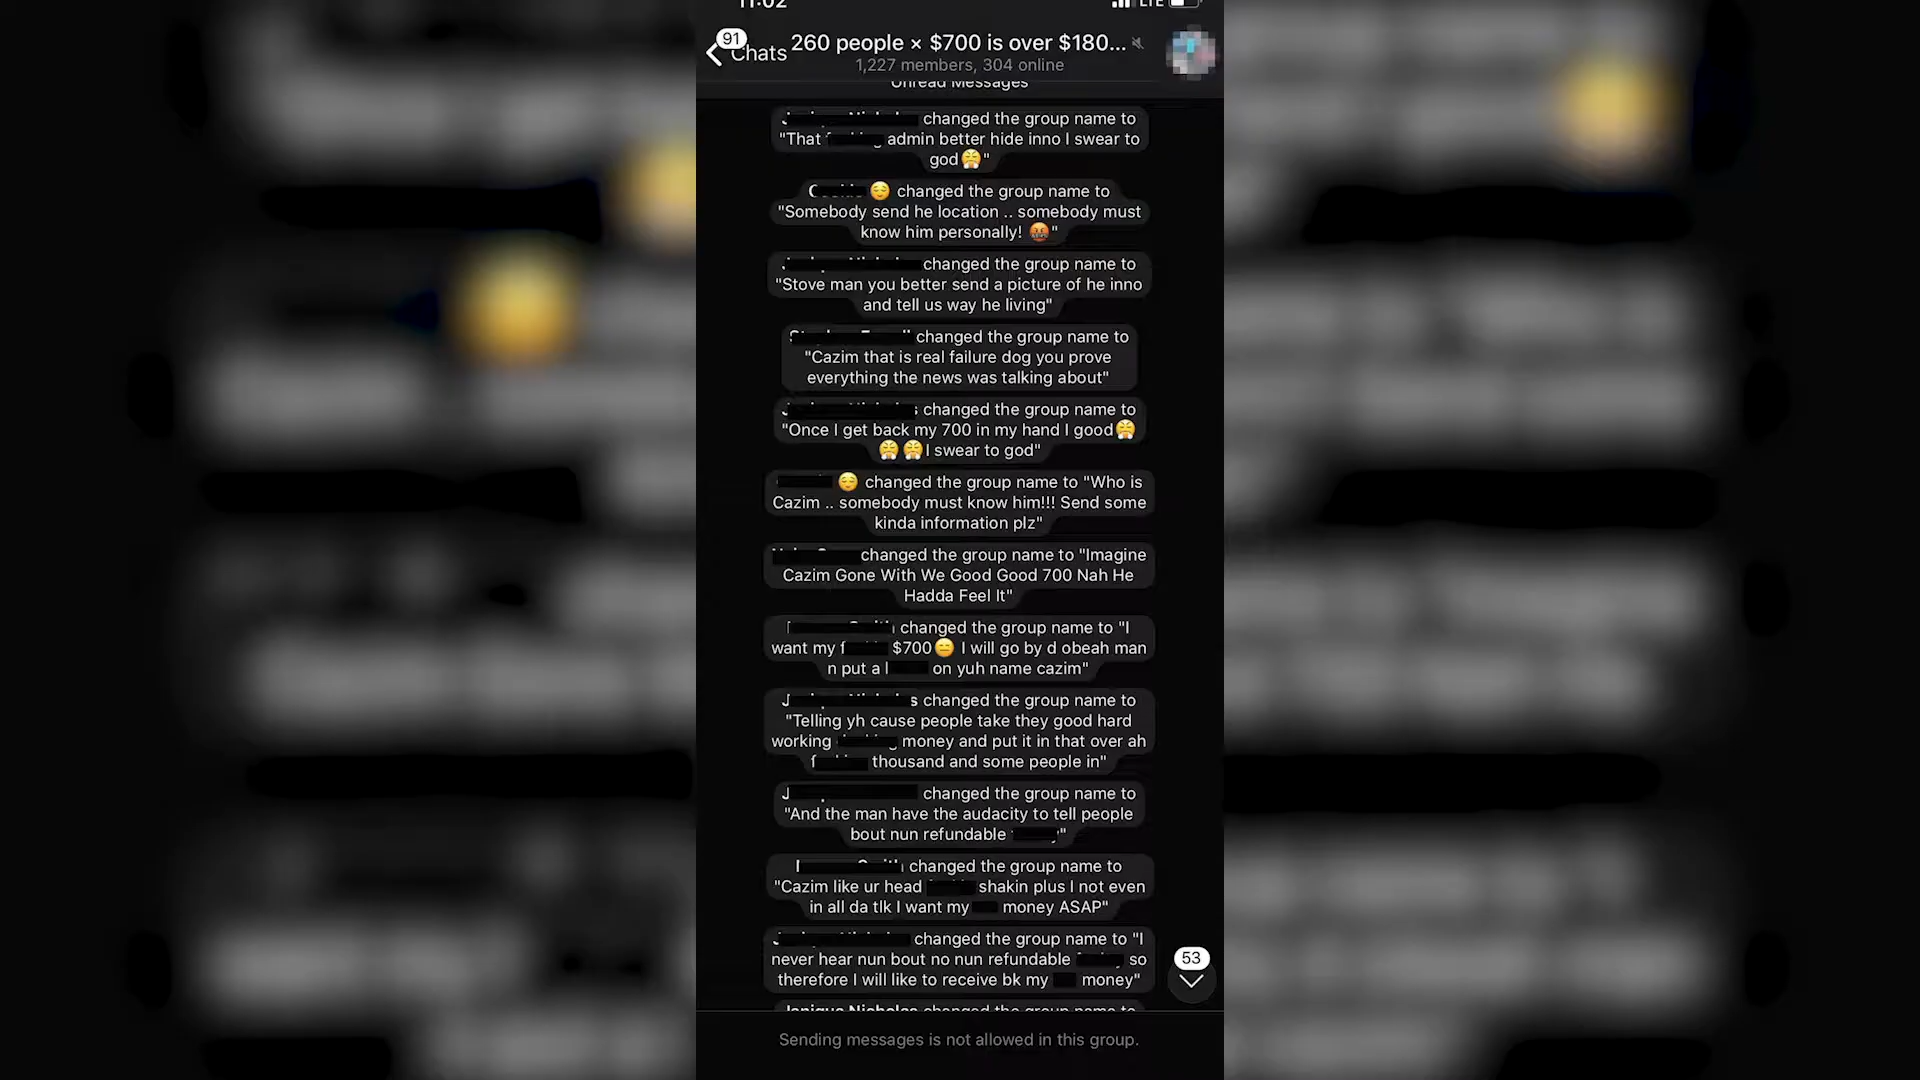 11:02
LTE
91
Chats
260 people × $700 is over $180...
1,227 members, 304 online
Unread Messages
changed the group name to
"That admin better hide inno I swear to
god😤"
😌 changed the group name to
"Somebody send he location .. somebody must
know him personally! 🤬"
changed the group name to
"Stove man you better send a picture of he inno
and tell us way he living"
changed the group name to
"Cazim that is real failure dog you prove
everything the news was talking about"
changed the group name to
"Once I get back my 700 in my hand I good😤
😤😤I swear to god"
😌 changed the group name to "Who is
Cazim .. somebody must know him!!! Send some
kinda information plz"
changed the group name to "Imagine
Cazim Gone With We Good Good 700 Nah He
Hadda Feel It"
changed the group name to "I
want my $700😑 I will go by d obeah man
n put a on yuh name cazim"
changed the group name to
"Telling yh cause people take they good hard
working money and put it in that over ah
thousand and some people in"
changed the group name to
"And the man have the audacity to tell people
bout nun refundable "
changed the group name to
"Cazim like ur head shakin plus I not even
in all da tlk I want my money ASAP"
changed the group name to "I
never hear nun bout no nun refundable so
therefore I will like to receive bk my money"
changed the group name to
53
Sending messages is not allowed in this group.